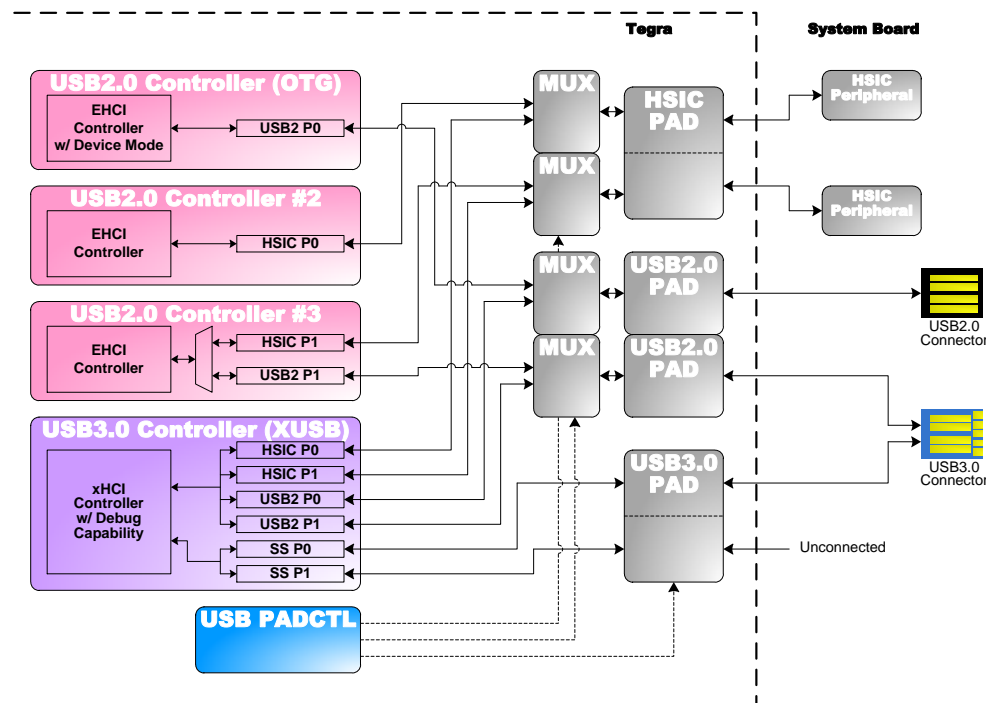 Tegra
System Board
USB2.0 Controller (OTG)
EHCI
Controller
w/ Device Mode
USB2 P0
USB2.0 Controller #2
EHCI
Controller
HSIC P0
USB2.0 Controller #3
EHCI
Controller
HSIC P1
USB2 P1
USB3.0 Controller (XUSB)
xHCI
Controller
w/ Debug
Capability
HSIC P0
HSIC P1
USB2 P0
USB2 P1
SS P0
SS P1
USB PADCTL
MUX
MUX
MUX
MUX
HSIC
PAD
USB2.0
PAD
USB2.0
PAD
USB3.0
PAD
HSIC
Peripheral
HSIC
Peripheral
USB2.0
Connector
USB3.0
Connector
Unconnected